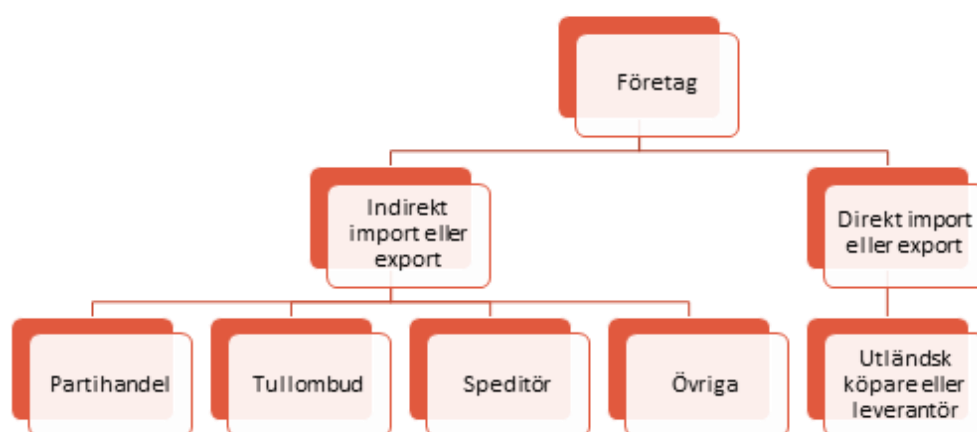 Företag
Indirekt
import eller
export
Direkt import
eller export
Partihandel
Tullombud
Speditör
Övriga
Utländsk
köpare eller
leverantör